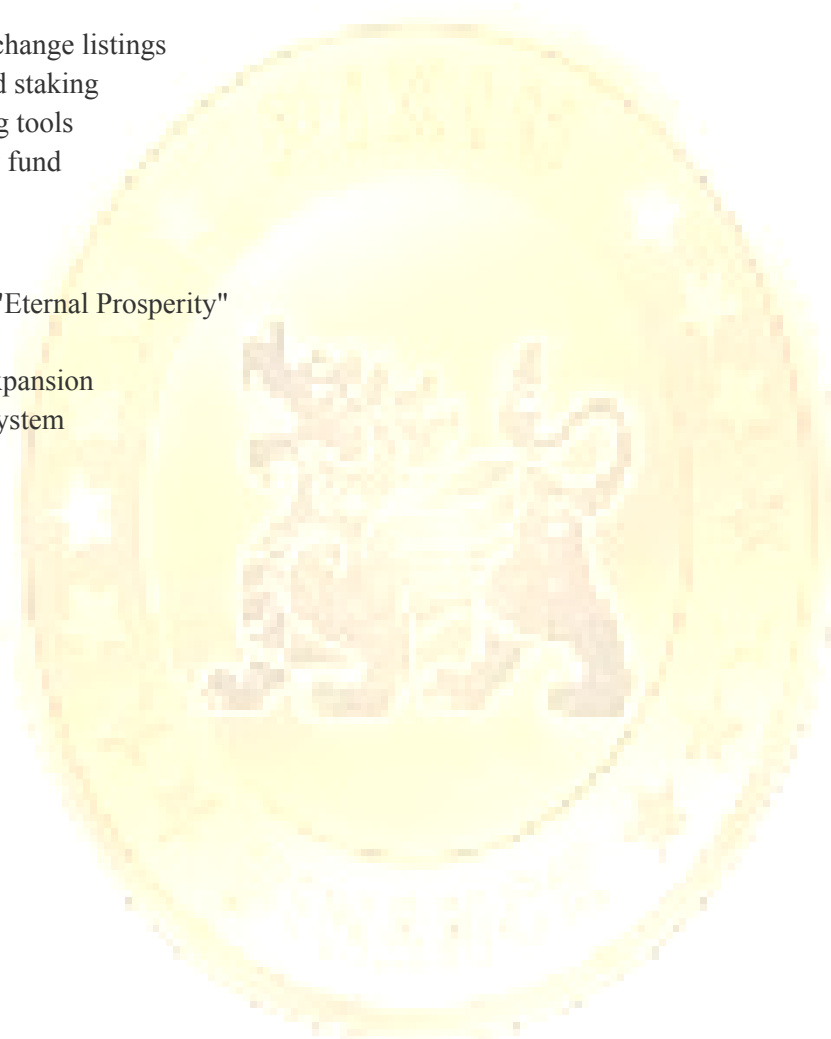 change listings
d staking
g tools
fund
"Eternal Prosperity"
xpansion
ystem